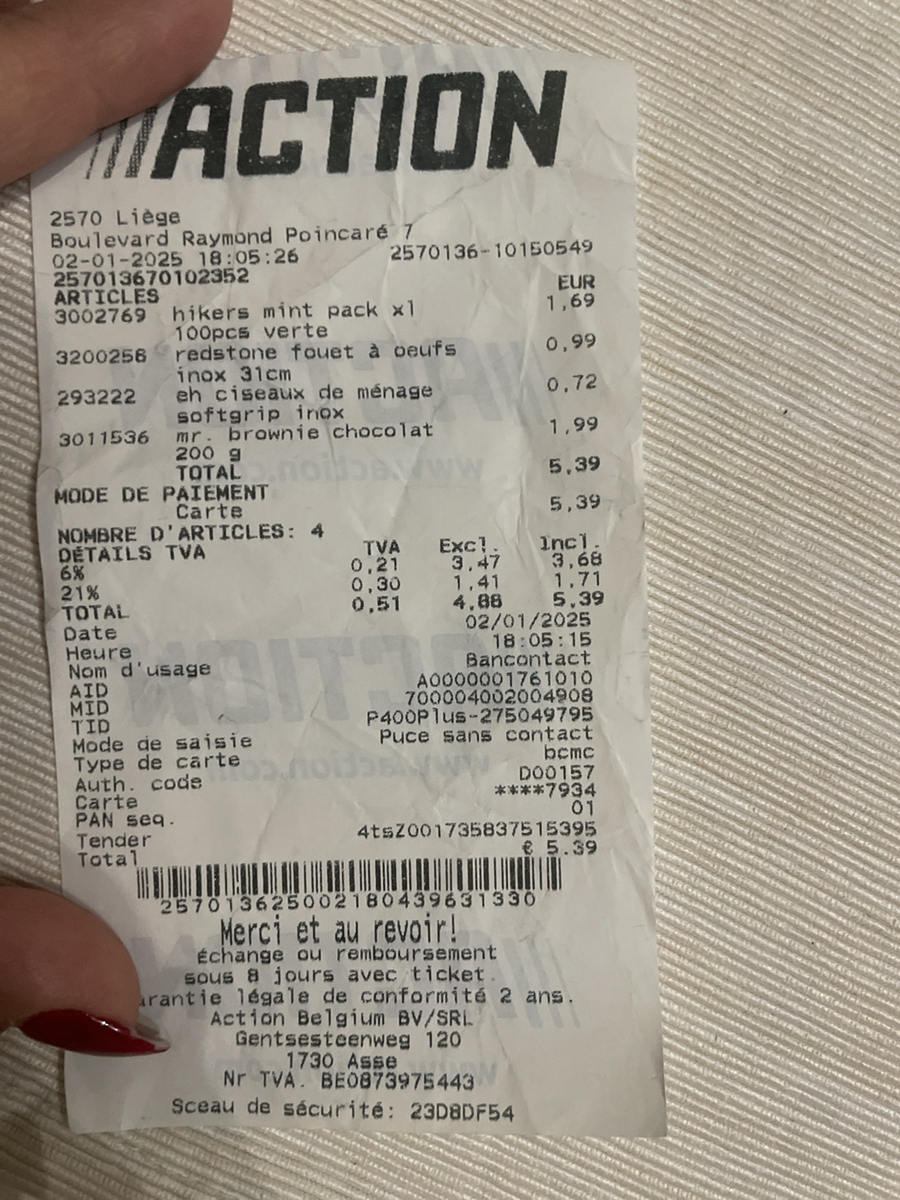 ACTION
2570 Liège
Boulevard Raymond Poincaré 7
02-01-2025 18:05:26 2570136-10150549
257013670102352
ARTICLES EUR
3002769 hikers mint pack xl 1,69
100pcs verte
3200256 redstone fouet à oeufs 0,99
inox 31cm
293222 eh ciseaux de ménage 0,72
softgrip inox
3011536 mr. brownie chocolat 1,99
200 g
TOTAL 5,39
MODE DE PAIEMENT
Carte 5,39
NOMBRE D'ARTICLES: 4
DÉTAILS TVA TVA Excl. Incl.
6% 0,21 3,47 3,68
21% 0,30 1,41 1,71
TOTAL 0,51 4,88 5,39
Date 02/01/2025
Heure 18:05:15
Nom d'usage Bancontact
AID A0000001761010
MID 700004002004908
TID P400Plus-275049795
Mode de saisie Puce sans contact
Type de carte bcmc
Auth. code D00157
Carte ****7934
PAN seq. 01
Tender 4tsZ001735837515395
Total € 5.39
257013625002180439631330
Merci et au revoir!
Échange ou remboursement
sous 8 jours avec ticket.
arantie légale de conformité 2 ans.
Action Belgium BV/SRL
Gentsesteenweg 120
1730 Asse
Nr TVA. BE0873975443
Sceau de sécurité: 23D8DF54